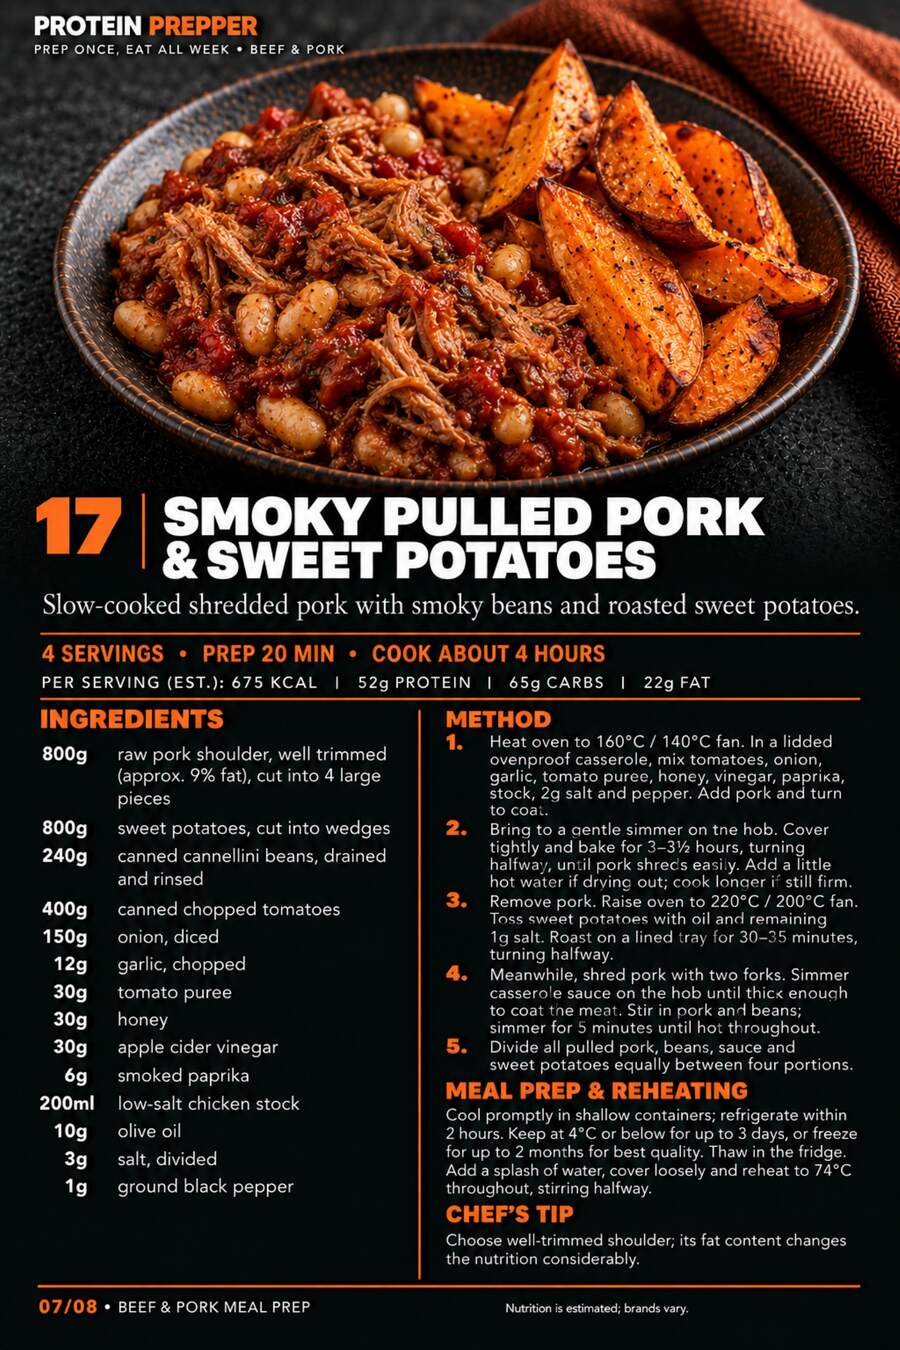 PROTEIN PREPPER
PREP ONCE, EAT ALL WEEK • BEEF & PORK
17
SMOKY PULLED PORK
& SWEET POTATOES
Slow-cooked shredded pork with smoky beans and roasted sweet potatoes.
4 SERVINGS • PREP 20 MIN • COOK ABOUT 4 HOURS
PER SERVING (EST.): 675 KCAL | 52g PROTEIN | 65g CARBS | 22g FAT
INGREDIENTS
800g raw pork shoulder, well trimmed
(approx. 9% fat), cut into 4 large
pieces
800g sweet potatoes, cut into wedges
240g canned cannellini beans, drained
and rinsed
400g canned chopped tomatoes
150g onion, diced
12g garlic, chopped
30g tomato puree
30g honey
30g apple cider vinegar
6g smoked paprika
200ml low-salt chicken stock
10g olive oil
3g salt, divided
1g ground black pepper
METHOD
1. Heat oven to 160°C / 140°C fan. In a lidded
ovenproof casserole, mix tomatoes, onion,
garlic, tomato puree, honey, vinegar, paprika,
stock, 2g salt and pepper. Add pork and turn
to coat.
2. Bring to a gentle simmer on the hob. Cover
tightly and bake for 3–3½ hours, turning
halfway, until pork shreds easily. Add a little
hot water if drying out; cook longer if still firm.
3. Remove pork. Raise oven to 220°C / 200°C fan.
Toss sweet potatoes with oil and remaining
1g salt. Roast on a lined tray for 30–35 minutes,
turning halfway.
4. Meanwhile, shred pork with two forks. Simmer
casserole sauce on the hob until thick enough
to coat the meat. Stir in pork and beans;
simmer for 5 minutes until hot throughout.
5. Divide all pulled pork, beans, sauce and
sweet potatoes equally between four portions.
MEAL PREP & REHEATING
Cool promptly in shallow containers; refrigerate within
2 hours. Keep at 4°C or below for up to 3 days, or freeze
for up to 2 months for best quality. Thaw in the fridge.
Add a splash of water, cover loosely and reheat to 74°C
throughout, stirring halfway.
CHEF'S TIP
Choose well-trimmed shoulder; its fat content changes
the nutrition considerably.
07/08 • BEEF & PORK MEAL PREP
Nutrition is estimated; brands vary.